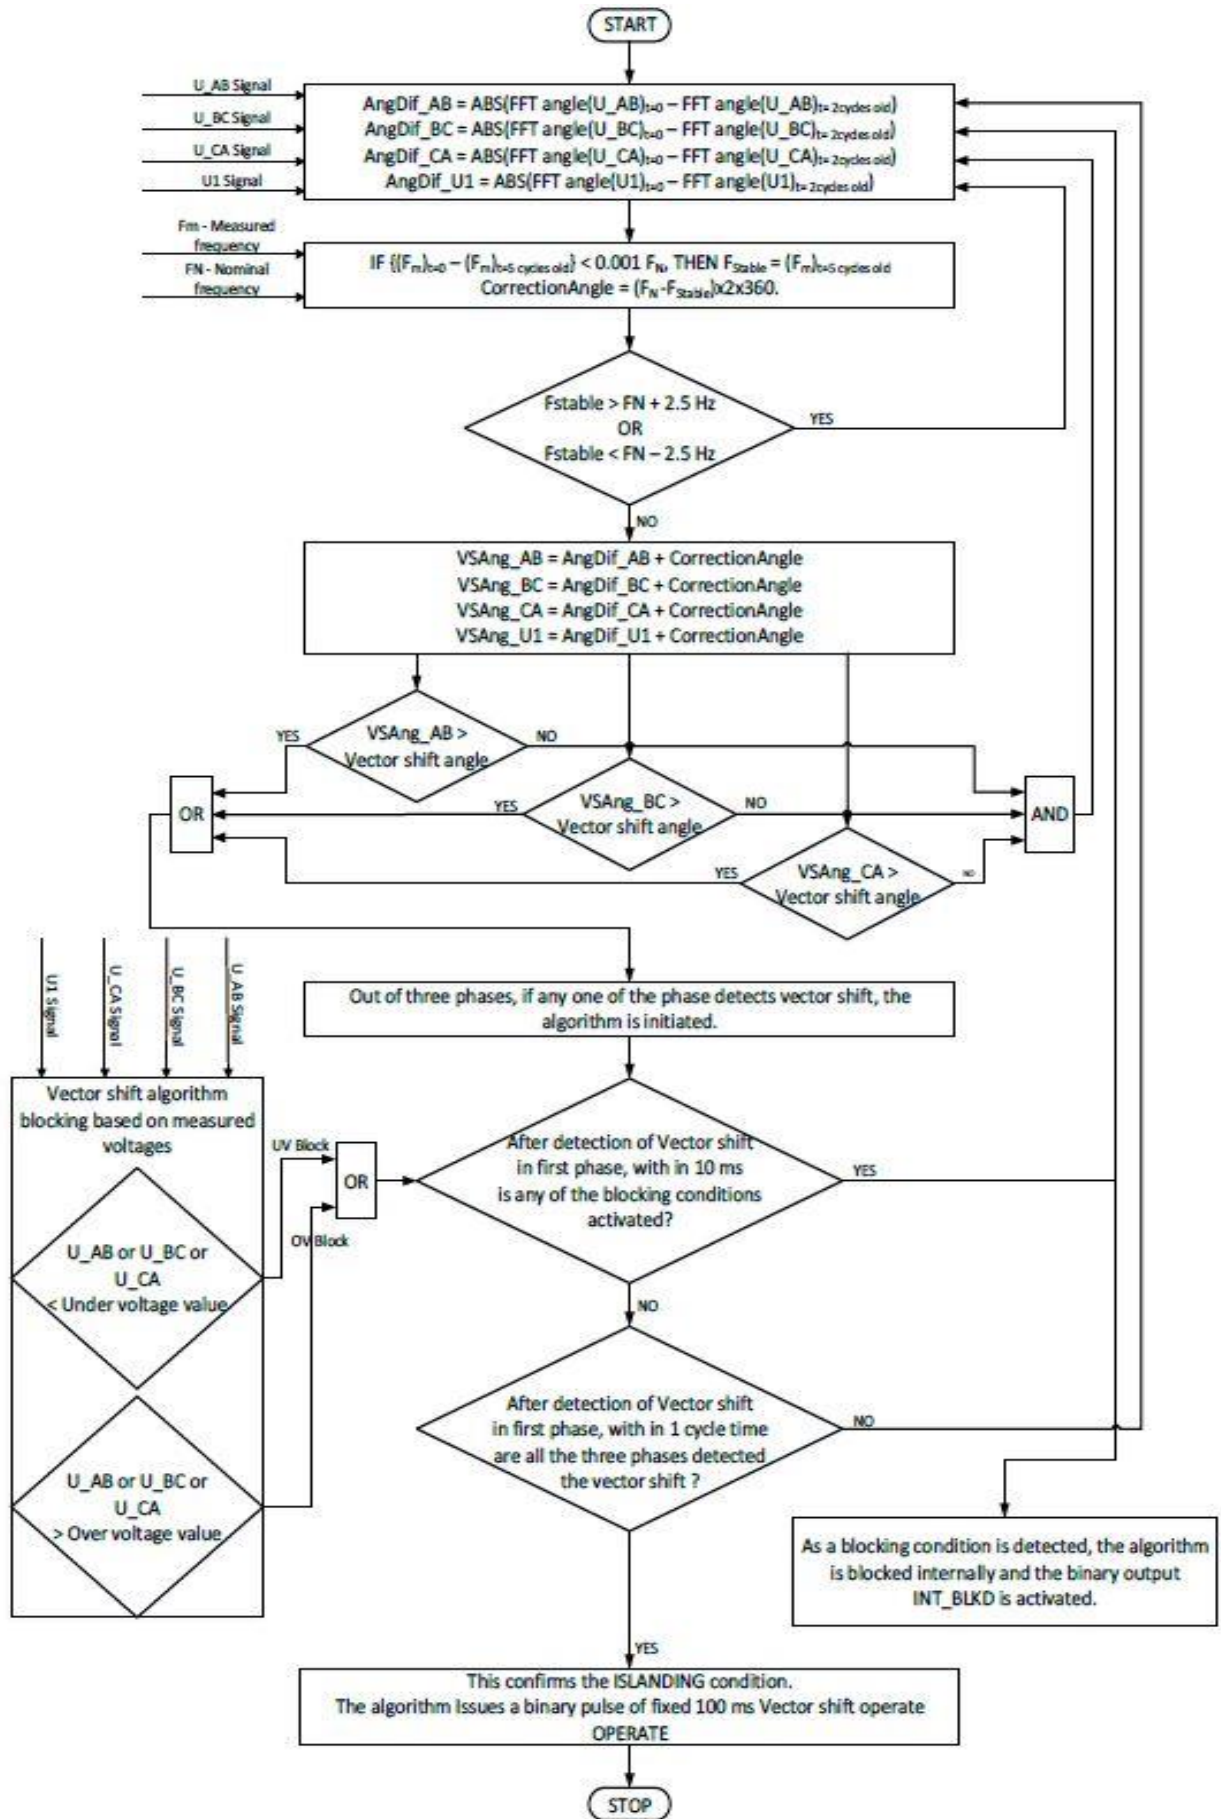 START
U_AB Signal
U_BC Signal
U_CA Signal
U1 Signal
AngDif_AB = ABS(FFT angle(U_AB)t=0 – FFT angle(U_AB)t= 2cycles old)
AngDif_BC = ABS(FFT angle(U_BC)t=0 – FFT angle(U_BC)t= 2cycles old)
AngDif_CA = ABS(FFT angle(U_CA)t=0 – FFT angle(U_CA)t= 2cycles old)
AngDif_U1 = ABS(FFT angle(U1)t=0 – FFT angle(U1)t= 2cycles old)
Fm - Measured
frequency
FN - Nominal
frequency
IF {(Fm)t=0 – (Fm)t=5 cycles old} < 0.001 FN, THEN FStable = (Fm)t=5 cycles old
CorrectionAngle = (FN-FStable)x2x360.
Fstable > FN + 2.5 Hz
OR
Fstable < FN – 2.5 Hz
YES
NO
VSAng_AB = AngDif_AB + CorrectionAngle
VSAng_BC = AngDif_BC + CorrectionAngle
VSAng_CA = AngDif_CA + CorrectionAngle
VSAng_U1 = AngDif_U1 + CorrectionAngle
YES
VSAng_AB >
Vector shift angle
NO
OR
YES
VSAng_BC >
Vector shift angle
NO
AND
YES
VSAng_CA >
Vector shift angle
NO
U1 Signal
U_CA Signal
U_BC Signal
U_AB Signal
Out of three phases, if any one of the phase detects vector shift, the
algorithm is initiated.
Vector shift algorithm
blocking based on measured
voltages
UV Block
OR
OV Block
After detection of Vector shift
in first phase, with in 10 ms
is any of the blocking conditions
activated?
YES
NO
U_AB or U_BC or
U_CA
< Under voltage value
After detection of Vector shift
in first phase, with in 1 cycle time
are all the three phases detected
the vector shift ?
NO
U_AB or U_BC or
U_CA
> Over voltage value
As a blocking condition is detected, the algorithm
is blocked internally and the binary output
INT_BLKD is activated.
YES
This confirms the ISLANDING condition.
The algorithm Issues a binary pulse of fixed 100 ms Vector shift operate
OPERATE
STOP